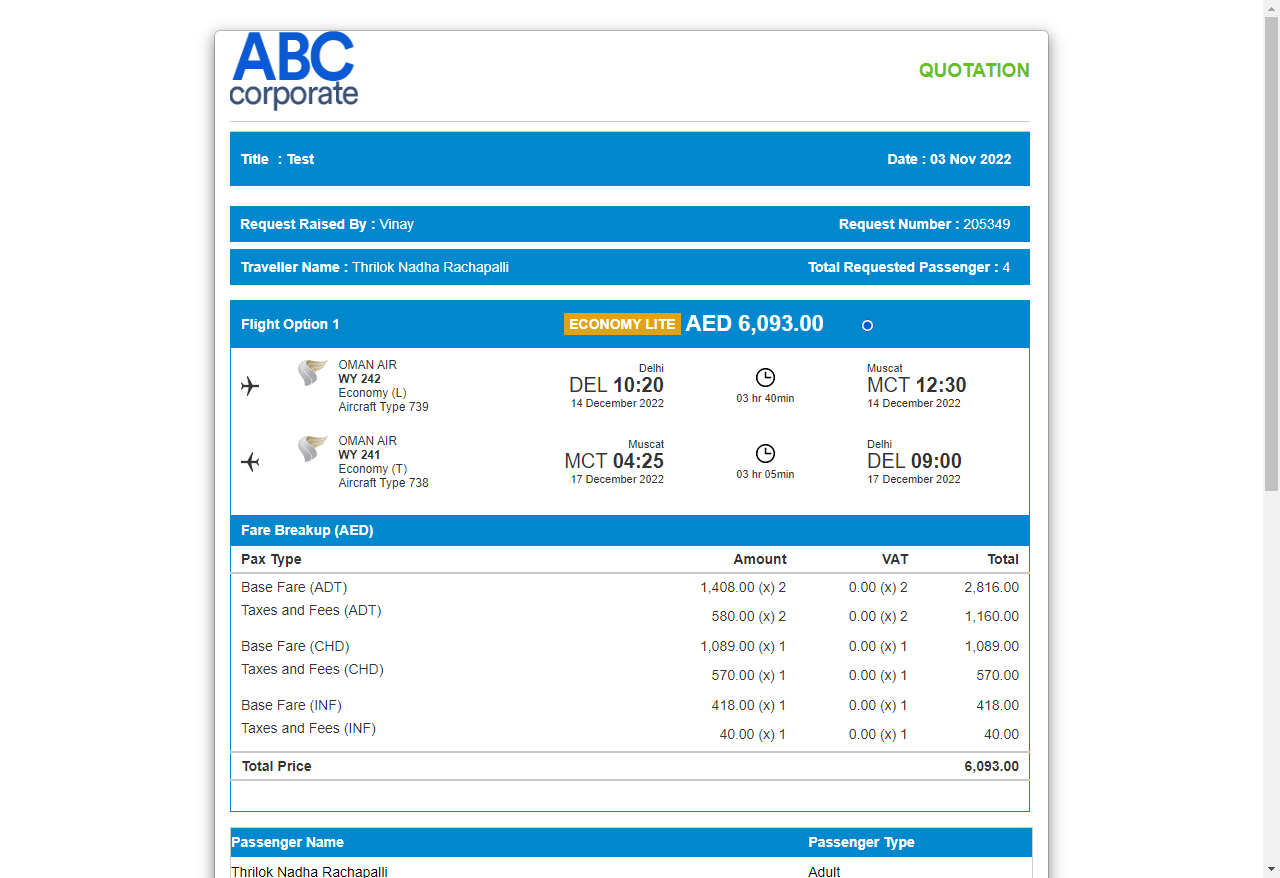 ABC
corporate
QUOTATION
Title : Test Date : 03 Nov 2022
Request Raised By : Vinay Request Number : 205349
Traveller Name : Thrilok Nadha Rachapalli Total Requested Passenger : 4
Flight Option 1 ECONOMY LITE AED 6,093.00
OMAN AIR
WY 242
Economy (L)
Aircraft Type 739
Delhi
DEL 10:20
14 December 2022
03 hr 40min
Muscat
MCT 12:30
14 December 2022
OMAN AIR
WY 241
Economy (T)
Aircraft Type 738
Muscat
MCT 04:25
17 December 2022
03 hr 05min
Delhi
DEL 09:00
17 December 2022
Fare Breakup (AED)
Pax Type Amount VAT Total
Base Fare (ADT) 1,408.00 (x) 2 0.00 (x) 2 2,816.00
Taxes and Fees (ADT) 580.00 (x) 2 0.00 (x) 2 1,160.00
Base Fare (CHD) 1,089.00 (x) 1 0.00 (x) 1 1,089.00
Taxes and Fees (CHD) 570.00 (x) 1 0.00 (x) 1 570.00
Base Fare (INF) 418.00 (x) 1 0.00 (x) 1 418.00
Taxes and Fees (INF) 40.00 (x) 1 0.00 (x) 1 40.00
Total Price 6,093.00
Passenger Name Passenger Type
Thrilok Nadha Rachapalli Adult